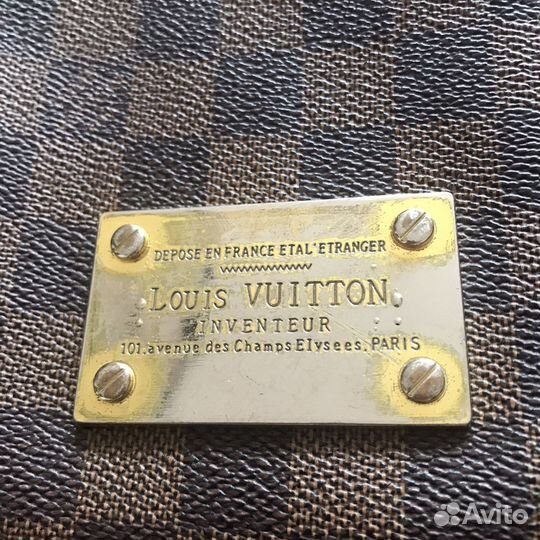 DEPOSE EN FRANCE ETAL'ETRANGER
LOUIS VUITTON
INVENTEUR
101.avenue des Champs Elysees.PARIS
Avito